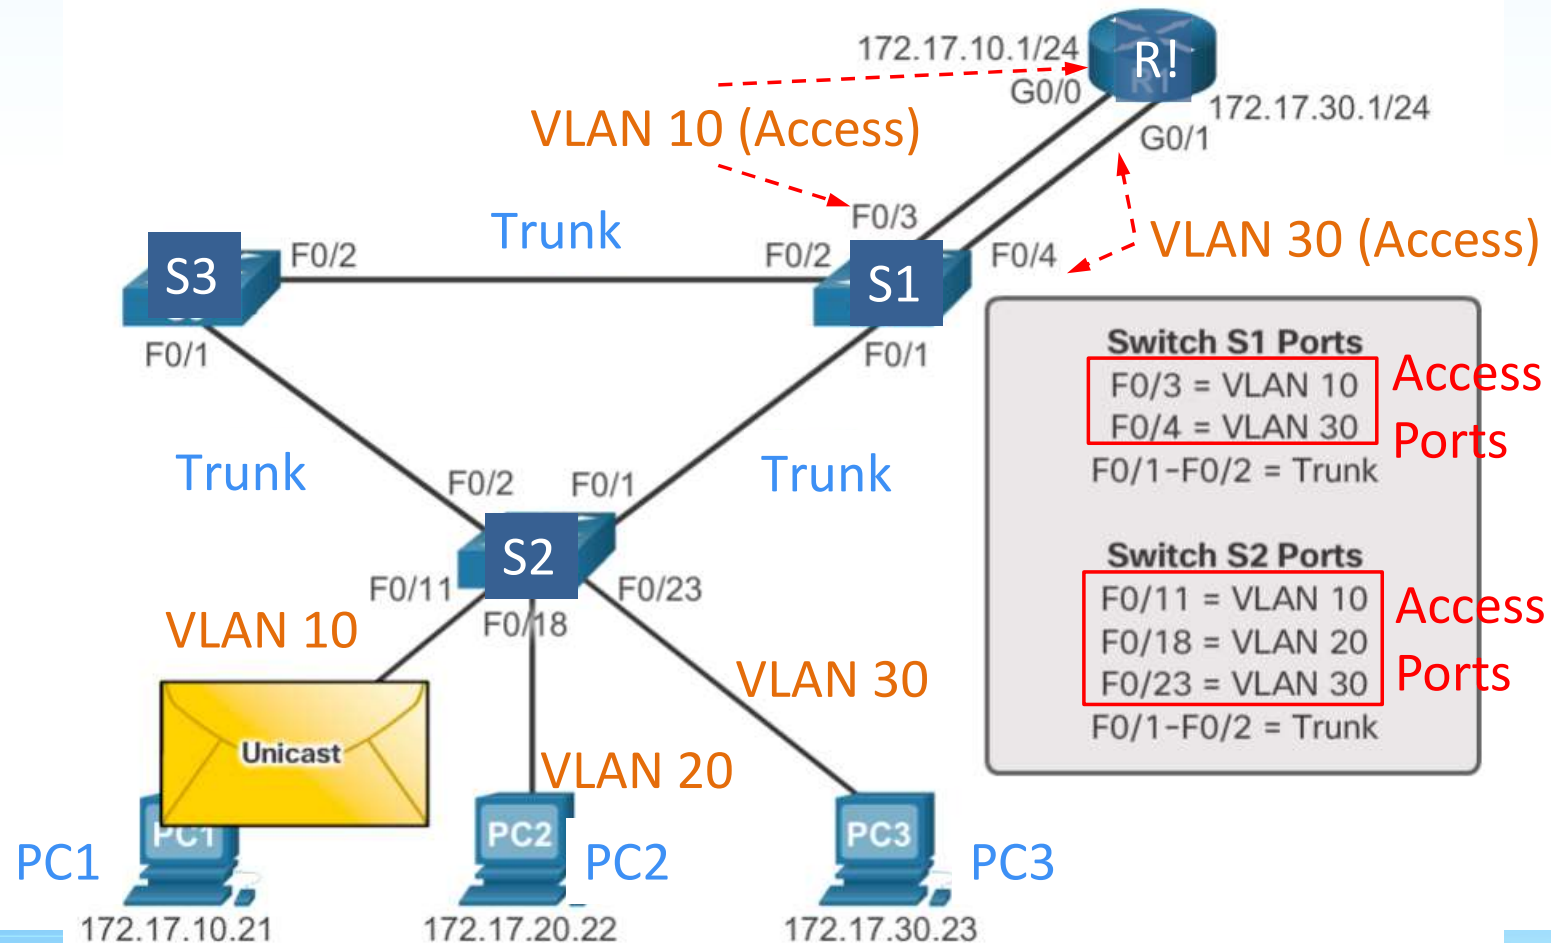 172.17.10.1/24
R!
R1
G0/0
172.17.30.1/24
VLAN 10 (Access)
G0/1
F0/3
Trunk
VLAN 30 (Access)
F0/2
F0/2
F0/4
S3
S1
F0/1
F0/1
Switch S1 Ports
F0/3 = VLAN 10
F0/4 = VLAN 30
Access
Ports
F0/1-F0/2 = Trunk
Trunk
Trunk
F0/2
F0/1
S2
F0/11
F0/23
F0/18
Switch S2 Ports
F0/11 = VLAN 10
F0/18 = VLAN 20
F0/23 = VLAN 30
Access
Ports
F0/1-F0/2 = Trunk
VLAN 10
VLAN 30
Unicast
VLAN 20
PC1
PC2
PC3
PC1
PC2
PC3
172.17.10.21
172.17.20.22
172.17.30.23